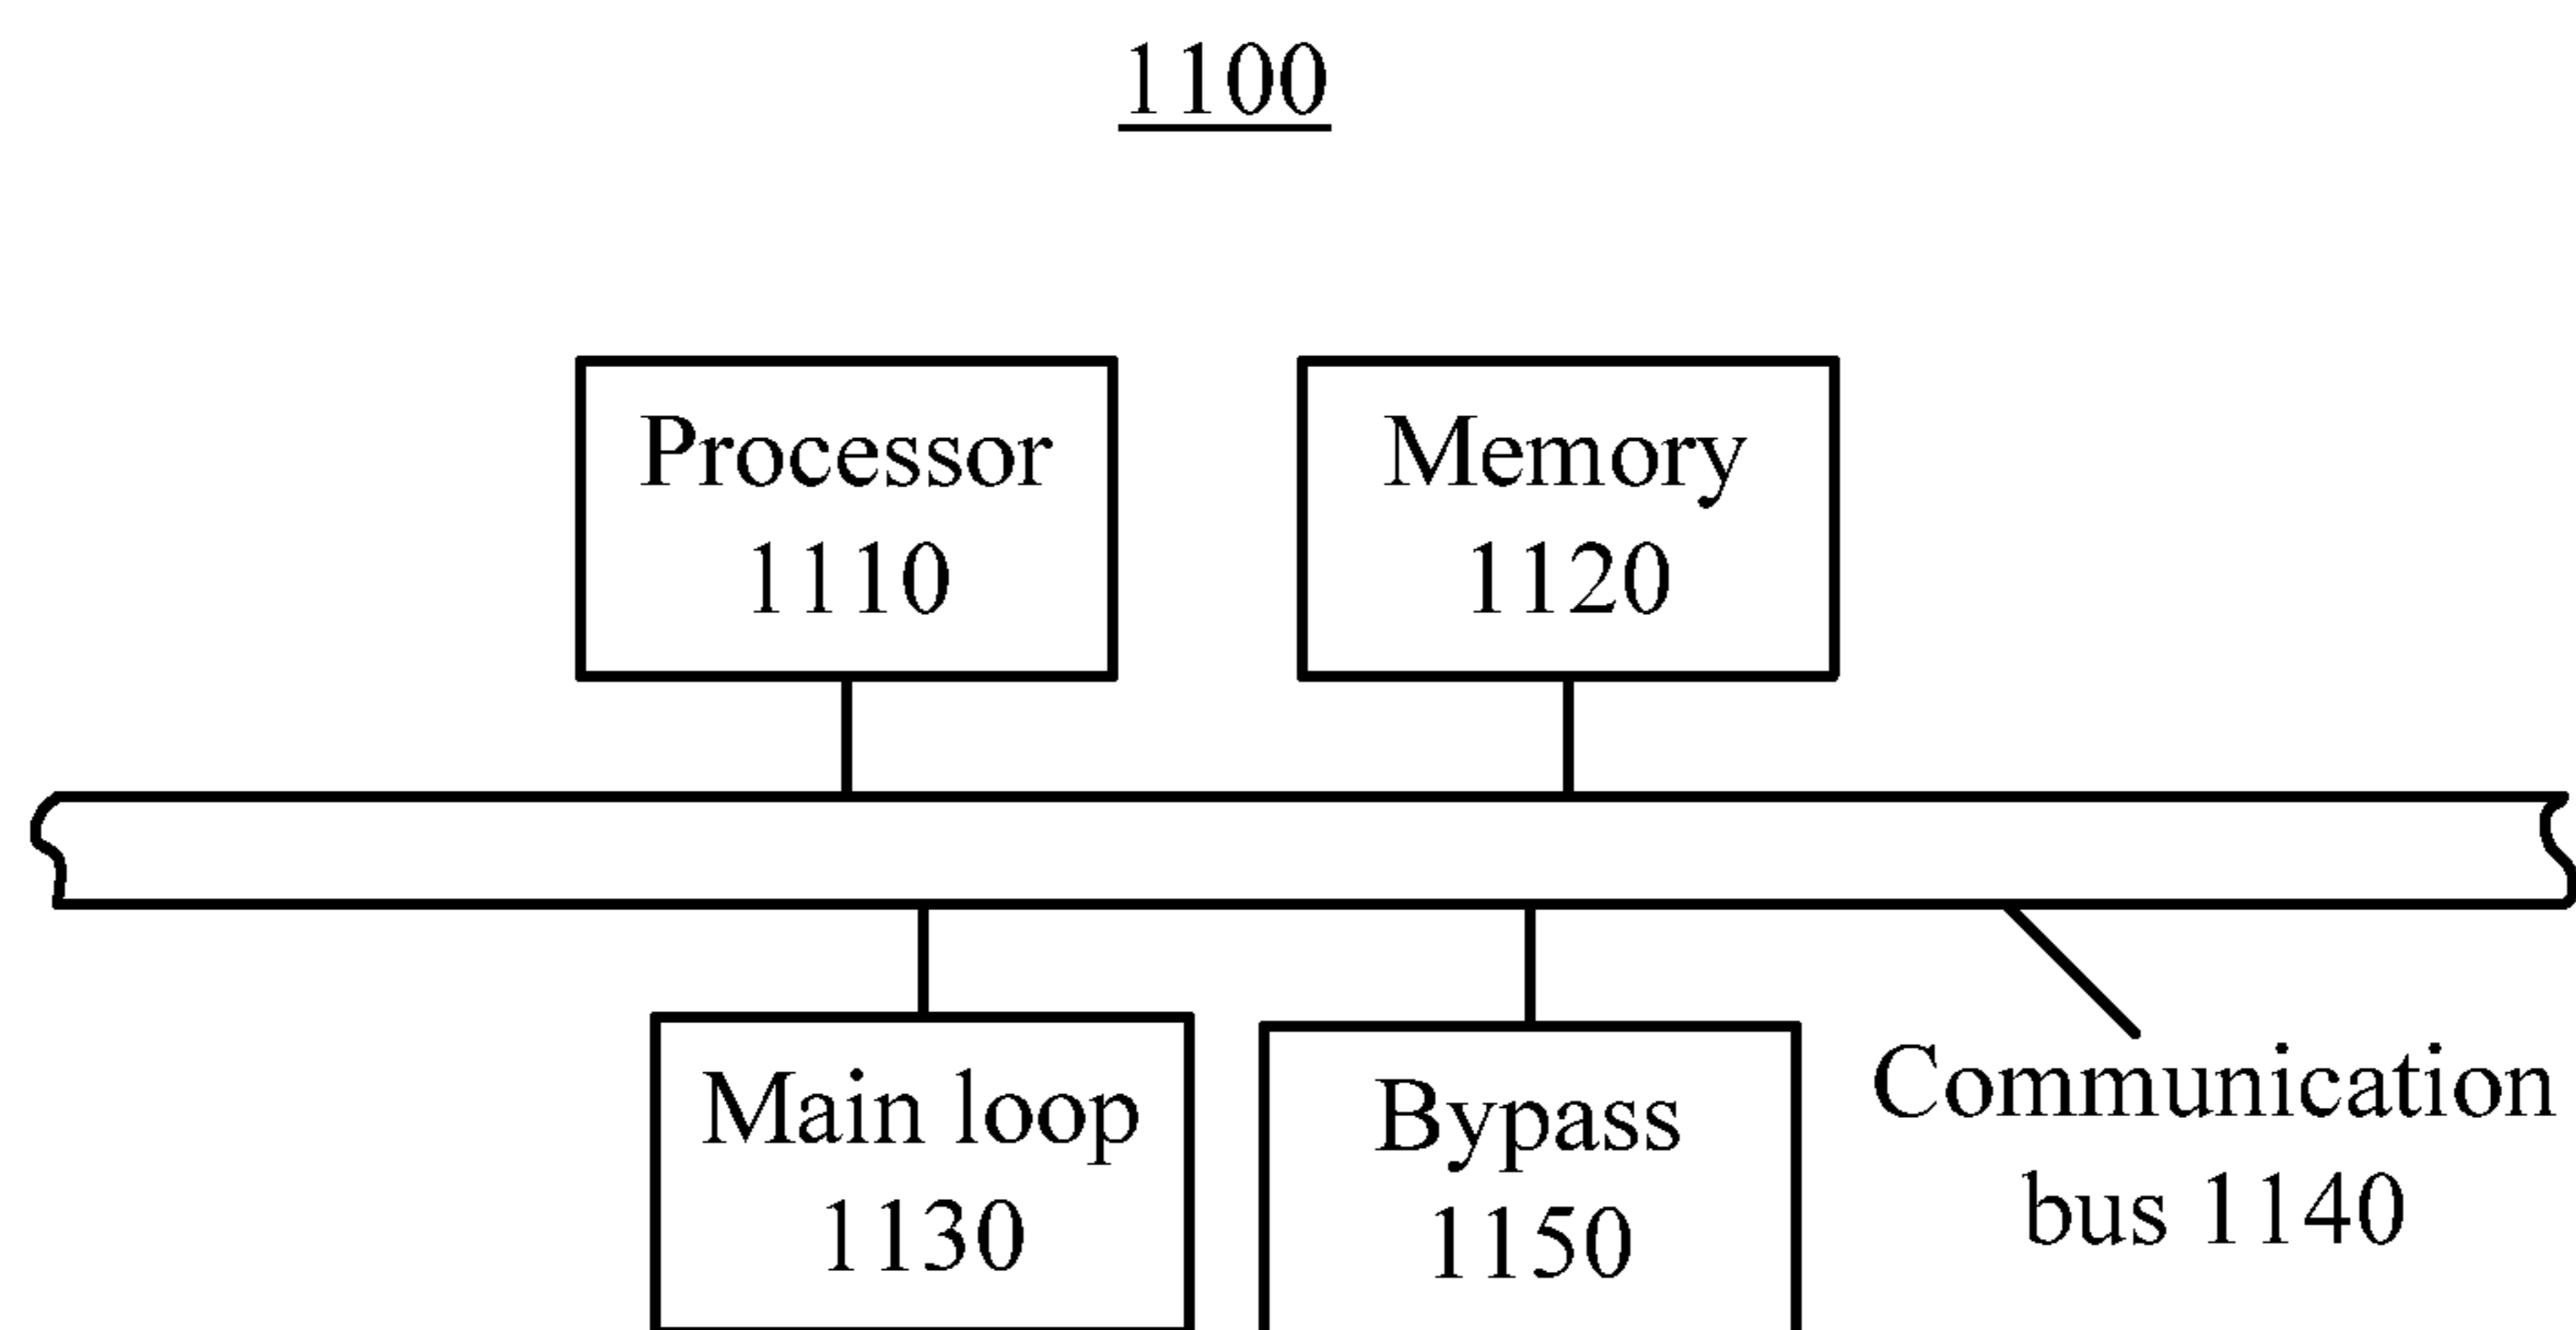 1100
Processor
1110
Memory
1120
Main loop
1130
Bypass
1150
Communication
bus 1140